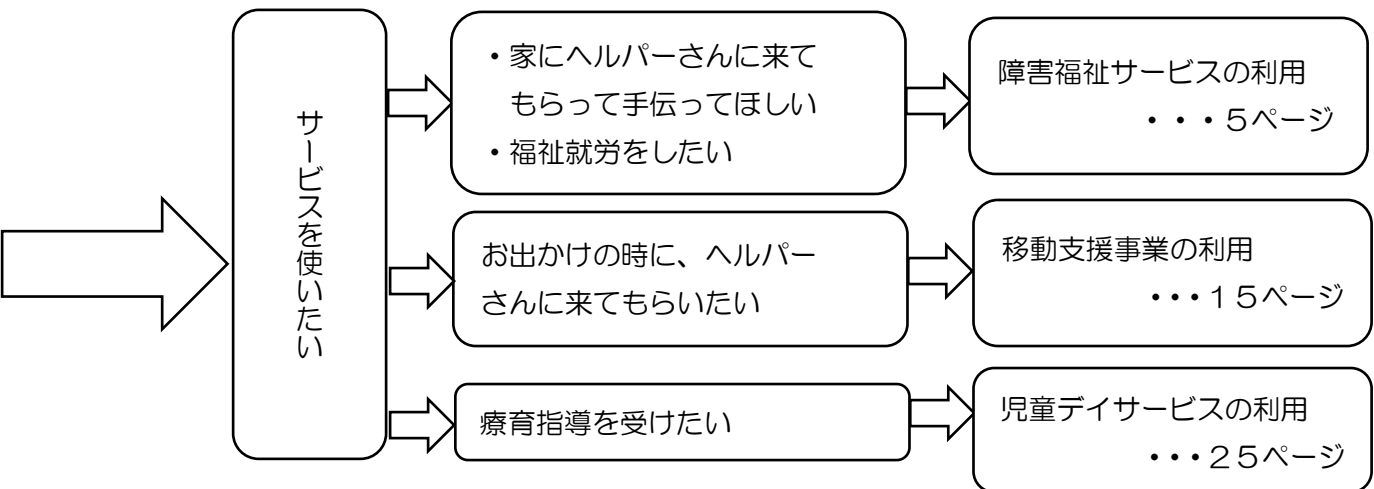 サービスを使いたい
・家にヘルパーさんに来て
もらって手伝ってほしい
・福祉就労をしたい
障害福祉サービスの利用
・・・５ページ
お出かけの時に、ヘルパー
さんに来てもらいたい
移動支援事業の利用
・・・１５ページ
療育指導を受けたい
児童デイサービスの利用
・・・２５ページ